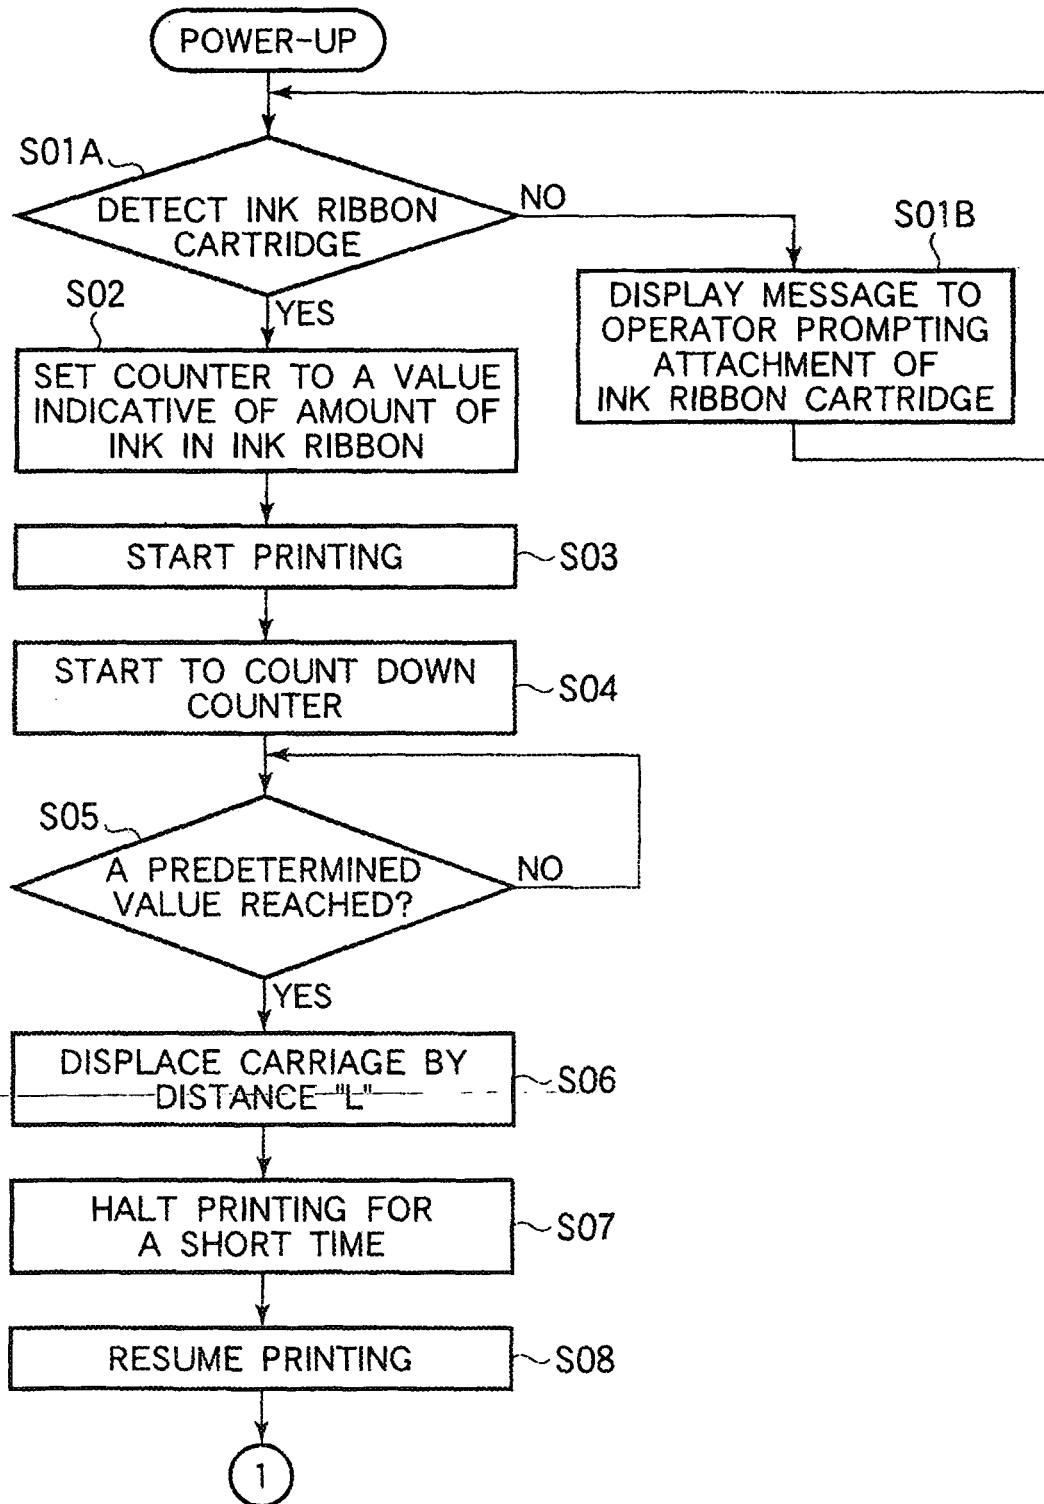 POWER-UP
S01A
DETECT INK RIBBON
CARTRIDGE
NO
YES
S01B
DISPLAY MESSAGE TO
OPERATOR PROMPTING
ATTACHMENT OF
INK RIBBON CARTRIDGE
S02
SET COUNTER TO A VALUE
INDICATIVE OF AMOUNT OF
INK IN INK RIBBON
START PRINTING
S03
START TO COUNT DOWN
COUNTER
S04
S05
A PREDETERMINED
VALUE REACHED?
NO
YES
DISPLACE CARRIAGE BY
DISTANCE "L"
S06
HALT PRINTING FOR
A SHORT TIME
S07
RESUME PRINTING
S08
1